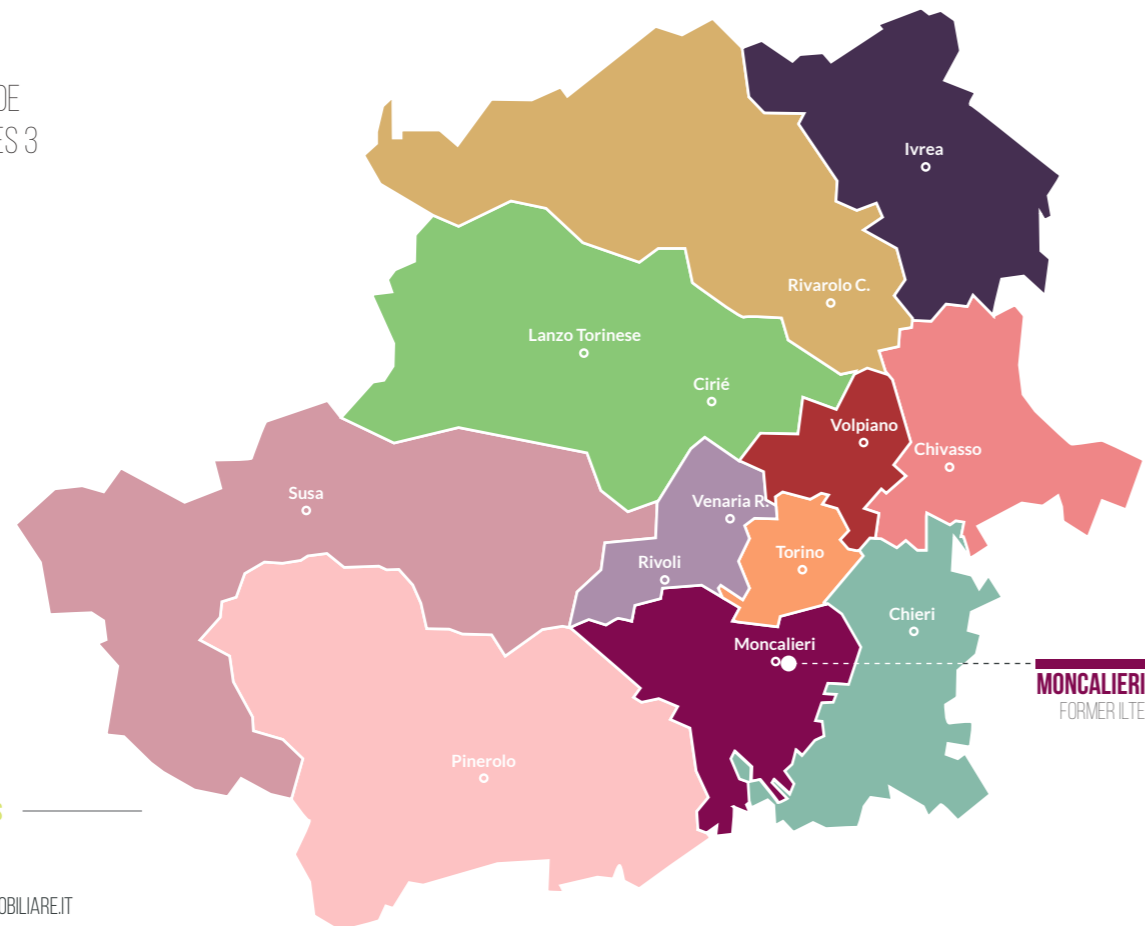 DE
ES 3
Ivrea
Rivarolo C.
Lanzo Torinese
Cirié
Volpiano
Chivasso
Susa
Venaria R.
Torino
Rivoli
Chieri
Moncalieri
MONCALIERI
FORMER ILTE
Pinerolo
S
OBILIARE.IT